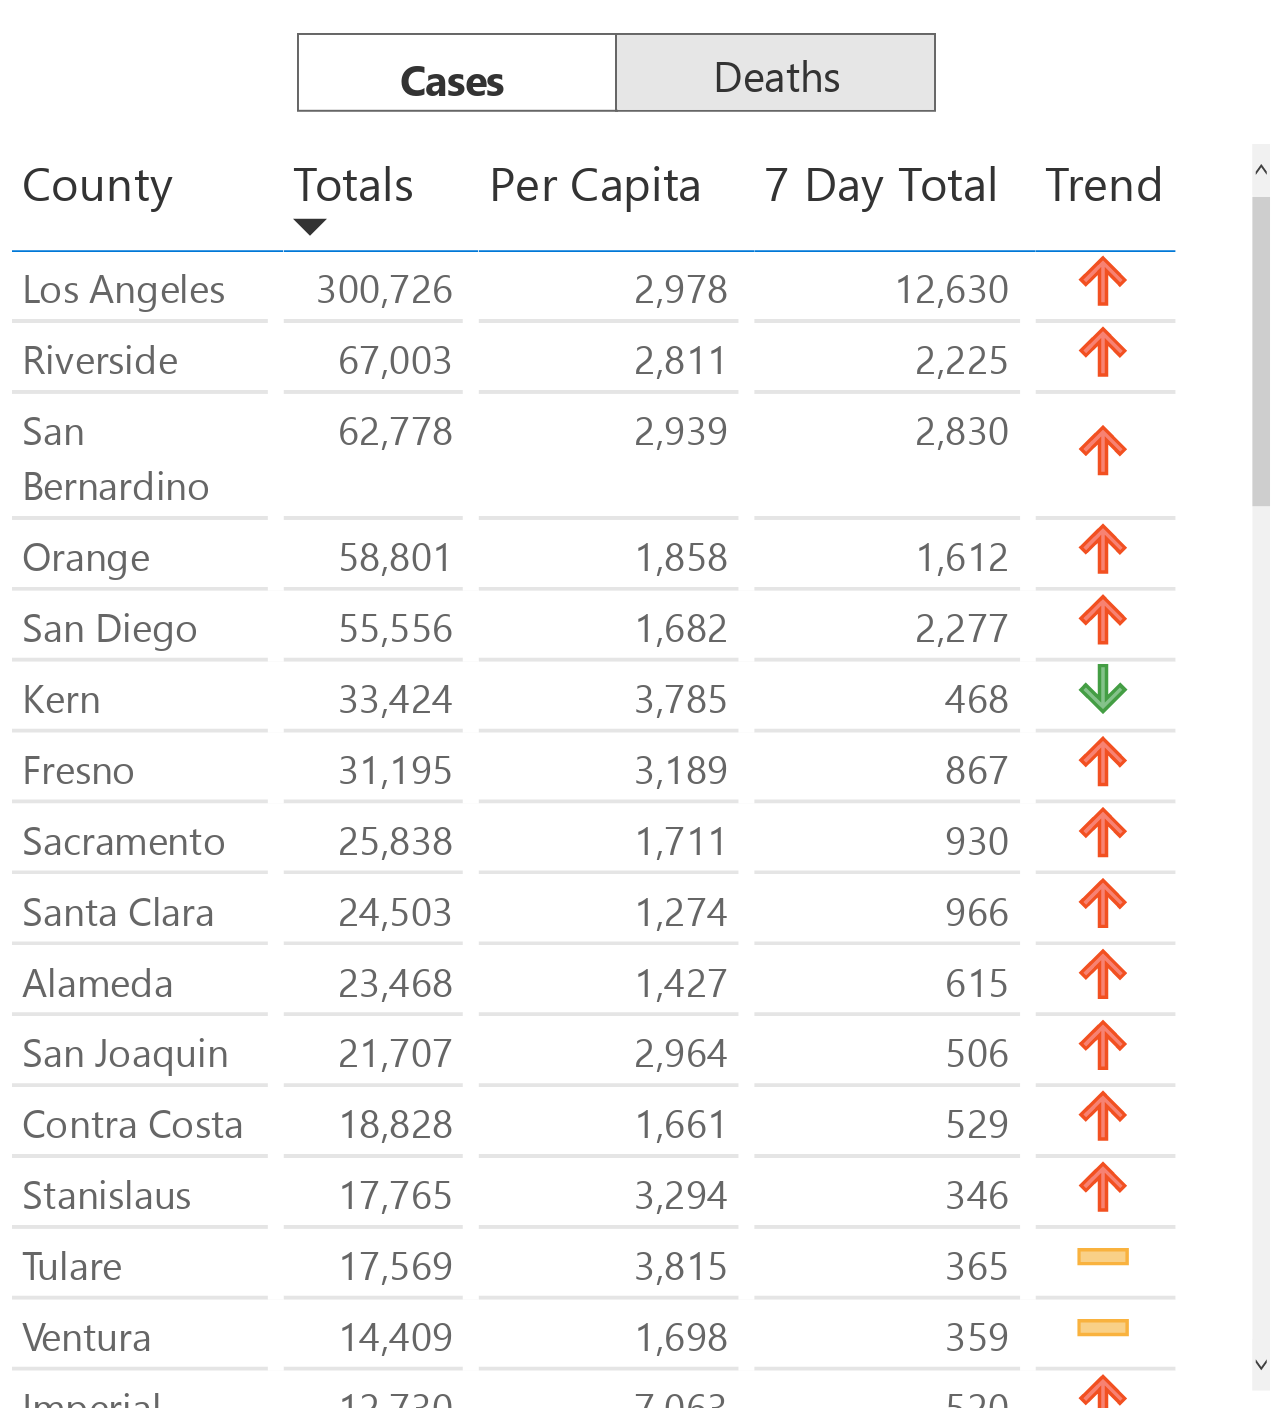 Cases Deaths
County Totals Per Capita 7 Day Total Trend
Los Angeles 300,726 2,978 12,630
Riverside 67,003 2,811 2,225
San 62,778 2,939 2,830
Bernardino
Orange 58,801 1,858 1,612
San Diego 55,556 1,682 2,277
Kern 33,424 3,785 468
Fresno 31,195 3,189 867
Sacramento 25,838 1,711 930
Santa Clara 24,503 1,274 966
Alameda 23,468 1,427 615
San Joaquin 21,707 2,964 506
Contra Costa 18,828 1,661 529
Stanislaus 17,765 3,294 346
Tulare 17,569 3,815 365
Ventura 14,409 1,698 359
Imperial 12,730 7,063 520